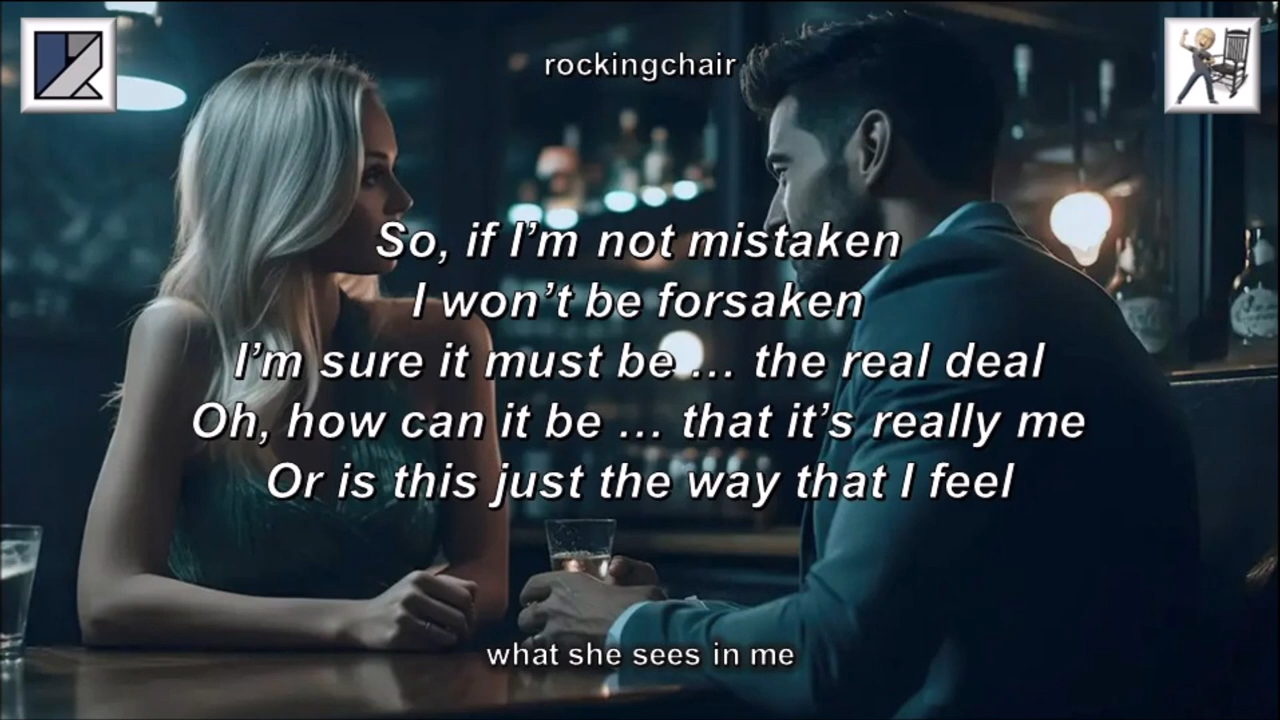 rockingchair
So, if I’m not mistaken
I won’t be forsaken
I’m sure it must be ... the real deal
Oh, how can it be ... that it’s really me
Or is this just the way that I feel
what she sees in me